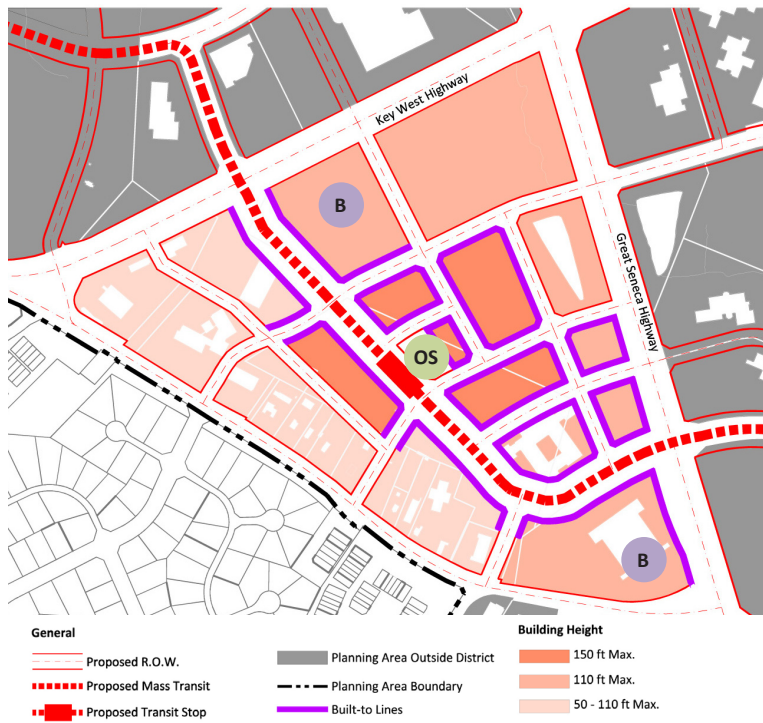 Key West Highway
B
Great Seneca Highway
OS
B
General
Proposed R.O.W.
Proposed Mass Transit
Proposed Transit Stop
Planning Area Outside District
Planning Area Boundary
Built-to Lines
Building Height
150 ft Max.
110 ft Max.
50 - 110 ft Max.